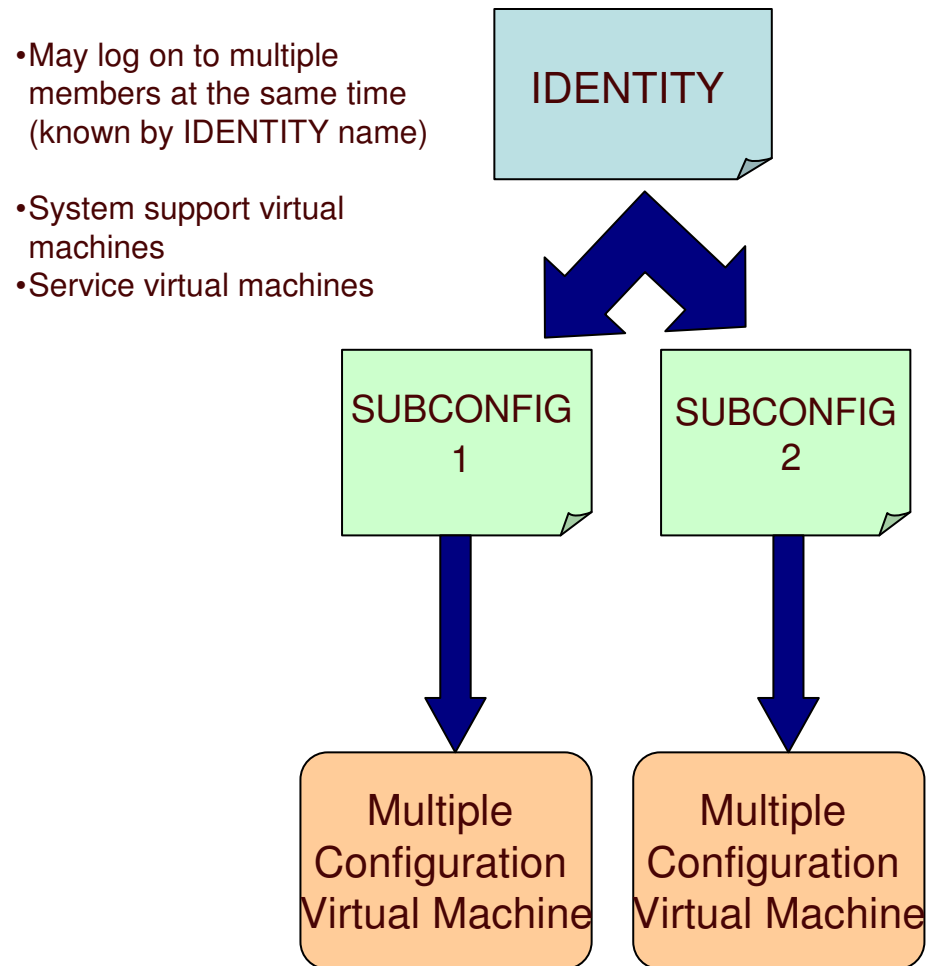 •May log on to multiple
members at the same time
(known by IDENTITY name)
•System support virtual
machines
•Service virtual machines
IDENTITY
SUBCONFIG
1
SUBCONFIG
2
Multiple
Configuration
Virtual Machine
Multiple
Configuration
Virtual Machine